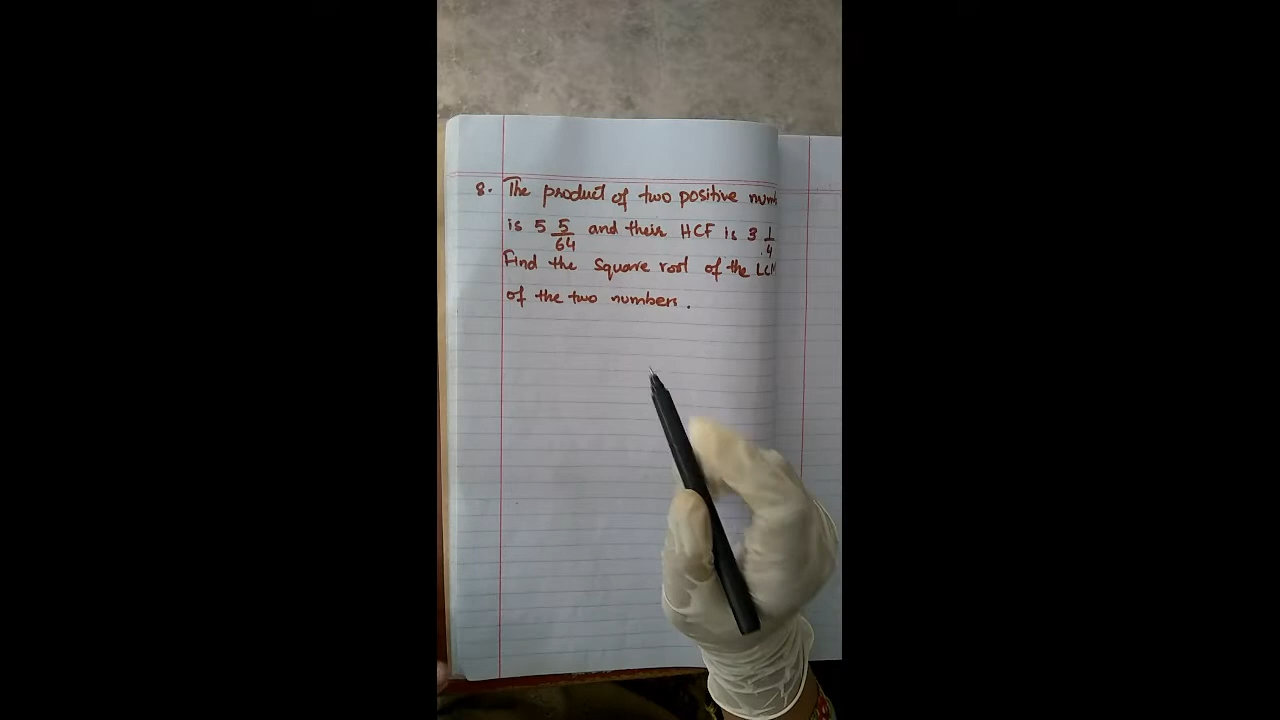 8. The product of two positive num
is 5 5/64 and their HCF is 3 1/4
Find the Square root of the LCM
of the two numbers.